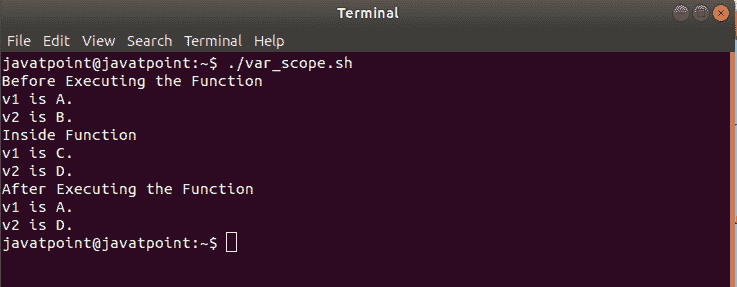 Terminal
File Edit View Search Terminal Help
javatpoint@javatpoint:~$ ./var_scope.sh
Before Executing the Function
v1 is A.
v2 is B.
Inside Function
v1 is C.
v2 is D.
After Executing the Function
v1 is A.
v2 is D.
javatpoint@javatpoint:~$